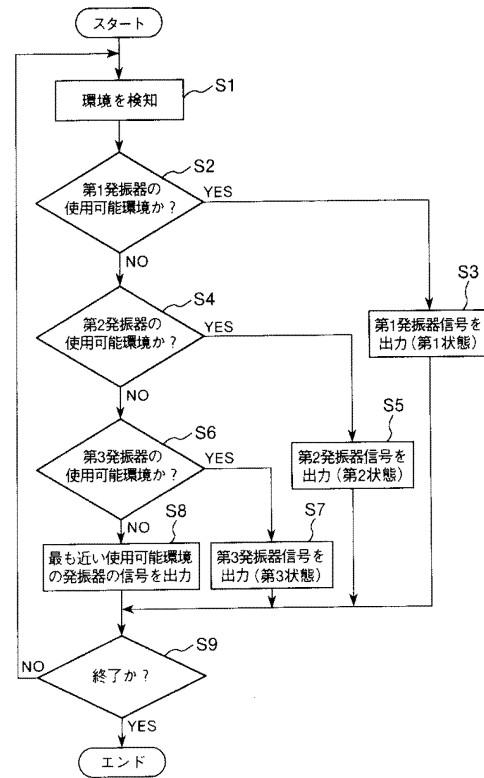 スタート
環境を検知
S1
S2
第1発振器の
使用可能環境か？
YES
NO
S3
第1発振器信号を
出力(第1状態)
S4
第2発振器の
使用可能環境か？
YES
NO
S5
第2発振器信号を
出力(第2状態)
S6
第3発振器の
使用可能環境か？
YES
NO
S7
第3発振器信号を
出力(第3状態)
S8
最も近い使用可能環境
の発振器の信号を出力
S9
終了か？
NO
YES
エンド